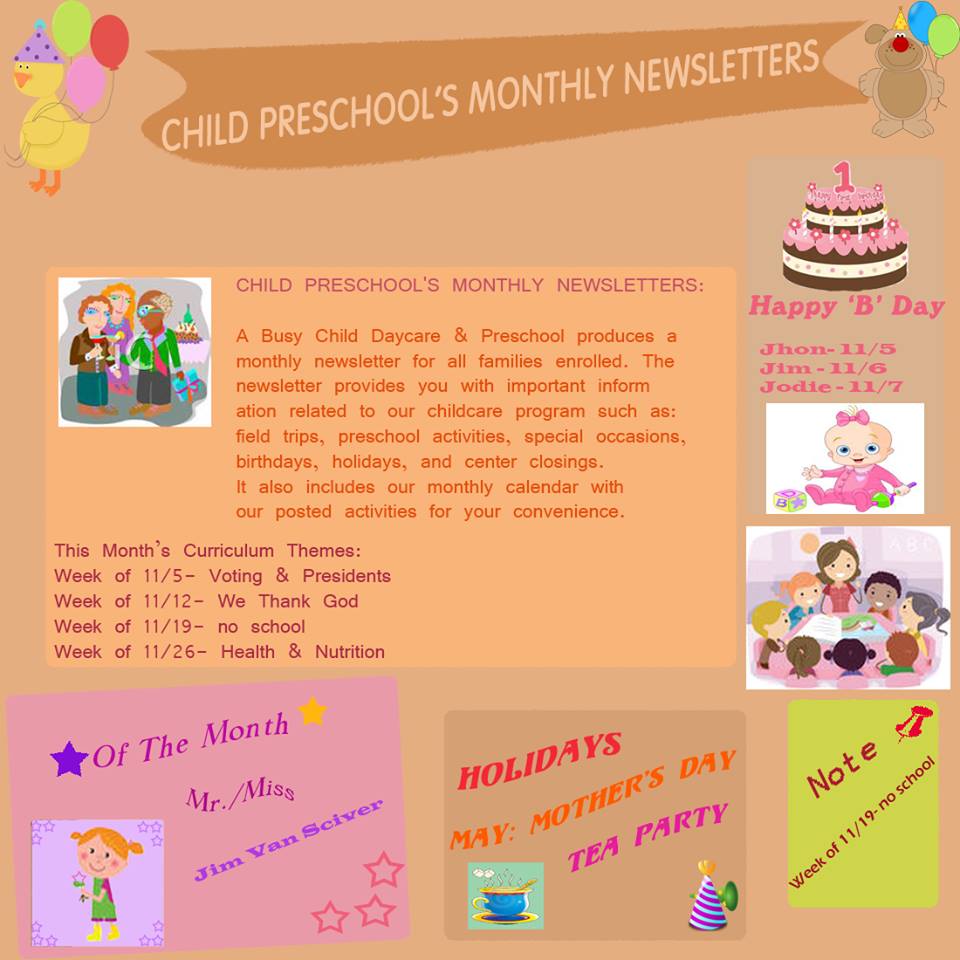 CHILD PRESCHOOL'S MONTHLY NEWSLETTERS
1
Happy 'B' Day
Jhon- 11/5
Jim - 11/6
Jodie - 11/7
CHILD PRESCHOOL'S MONTHLY NEWSLETTERS:
A Busy Child Daycare & Preschool produces a
monthly newsletter for all families enrolled. The
newsletter provides you with important inform
ation related to our childcare program such as:
field trips, preschool activities, special occasions,
birthdays, holidays, and center closings.
It also includes our monthly calendar with
our posted activities for your convenience.
This Month's Curriculum Themes:
Week of 11/5- Voting & Presidents
Week of 11/12- We Thank God
Week of 11/19- no school
Week of 11/26- Health & Nutrition
D
B
A B C
Of The Month
Mr./Miss
Jim Van Sciver
HOLIDAYS
MAY: MOTHER'S DAY
TEA PARTY
Note
Week of 11/19- no school